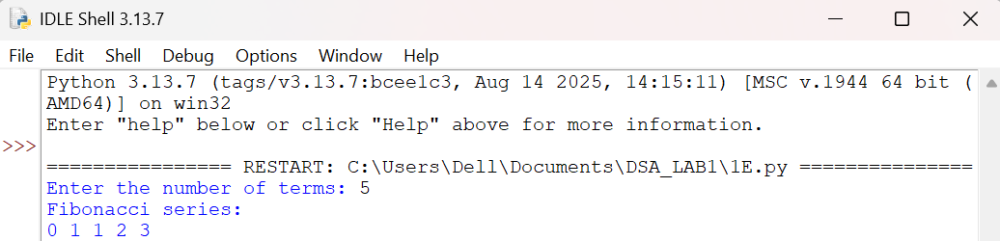 IDLE Shell 3.13.7
File Edit Shell Debug Options Window Help
Python 3.13.7 (tags/v3.13.7:bcee1c3, Aug 14 2025, 14:15:11) [MSC v.1944 64 bit (
AMD64)] on win32
Enter "help" below or click "Help" above for more information.
>>>
================ RESTART: C:\Users\Dell\Documents\DSA_LAB1\1E.py ===============
Enter the number of terms: 5
Fibonacci series:
0 1 1 2 3